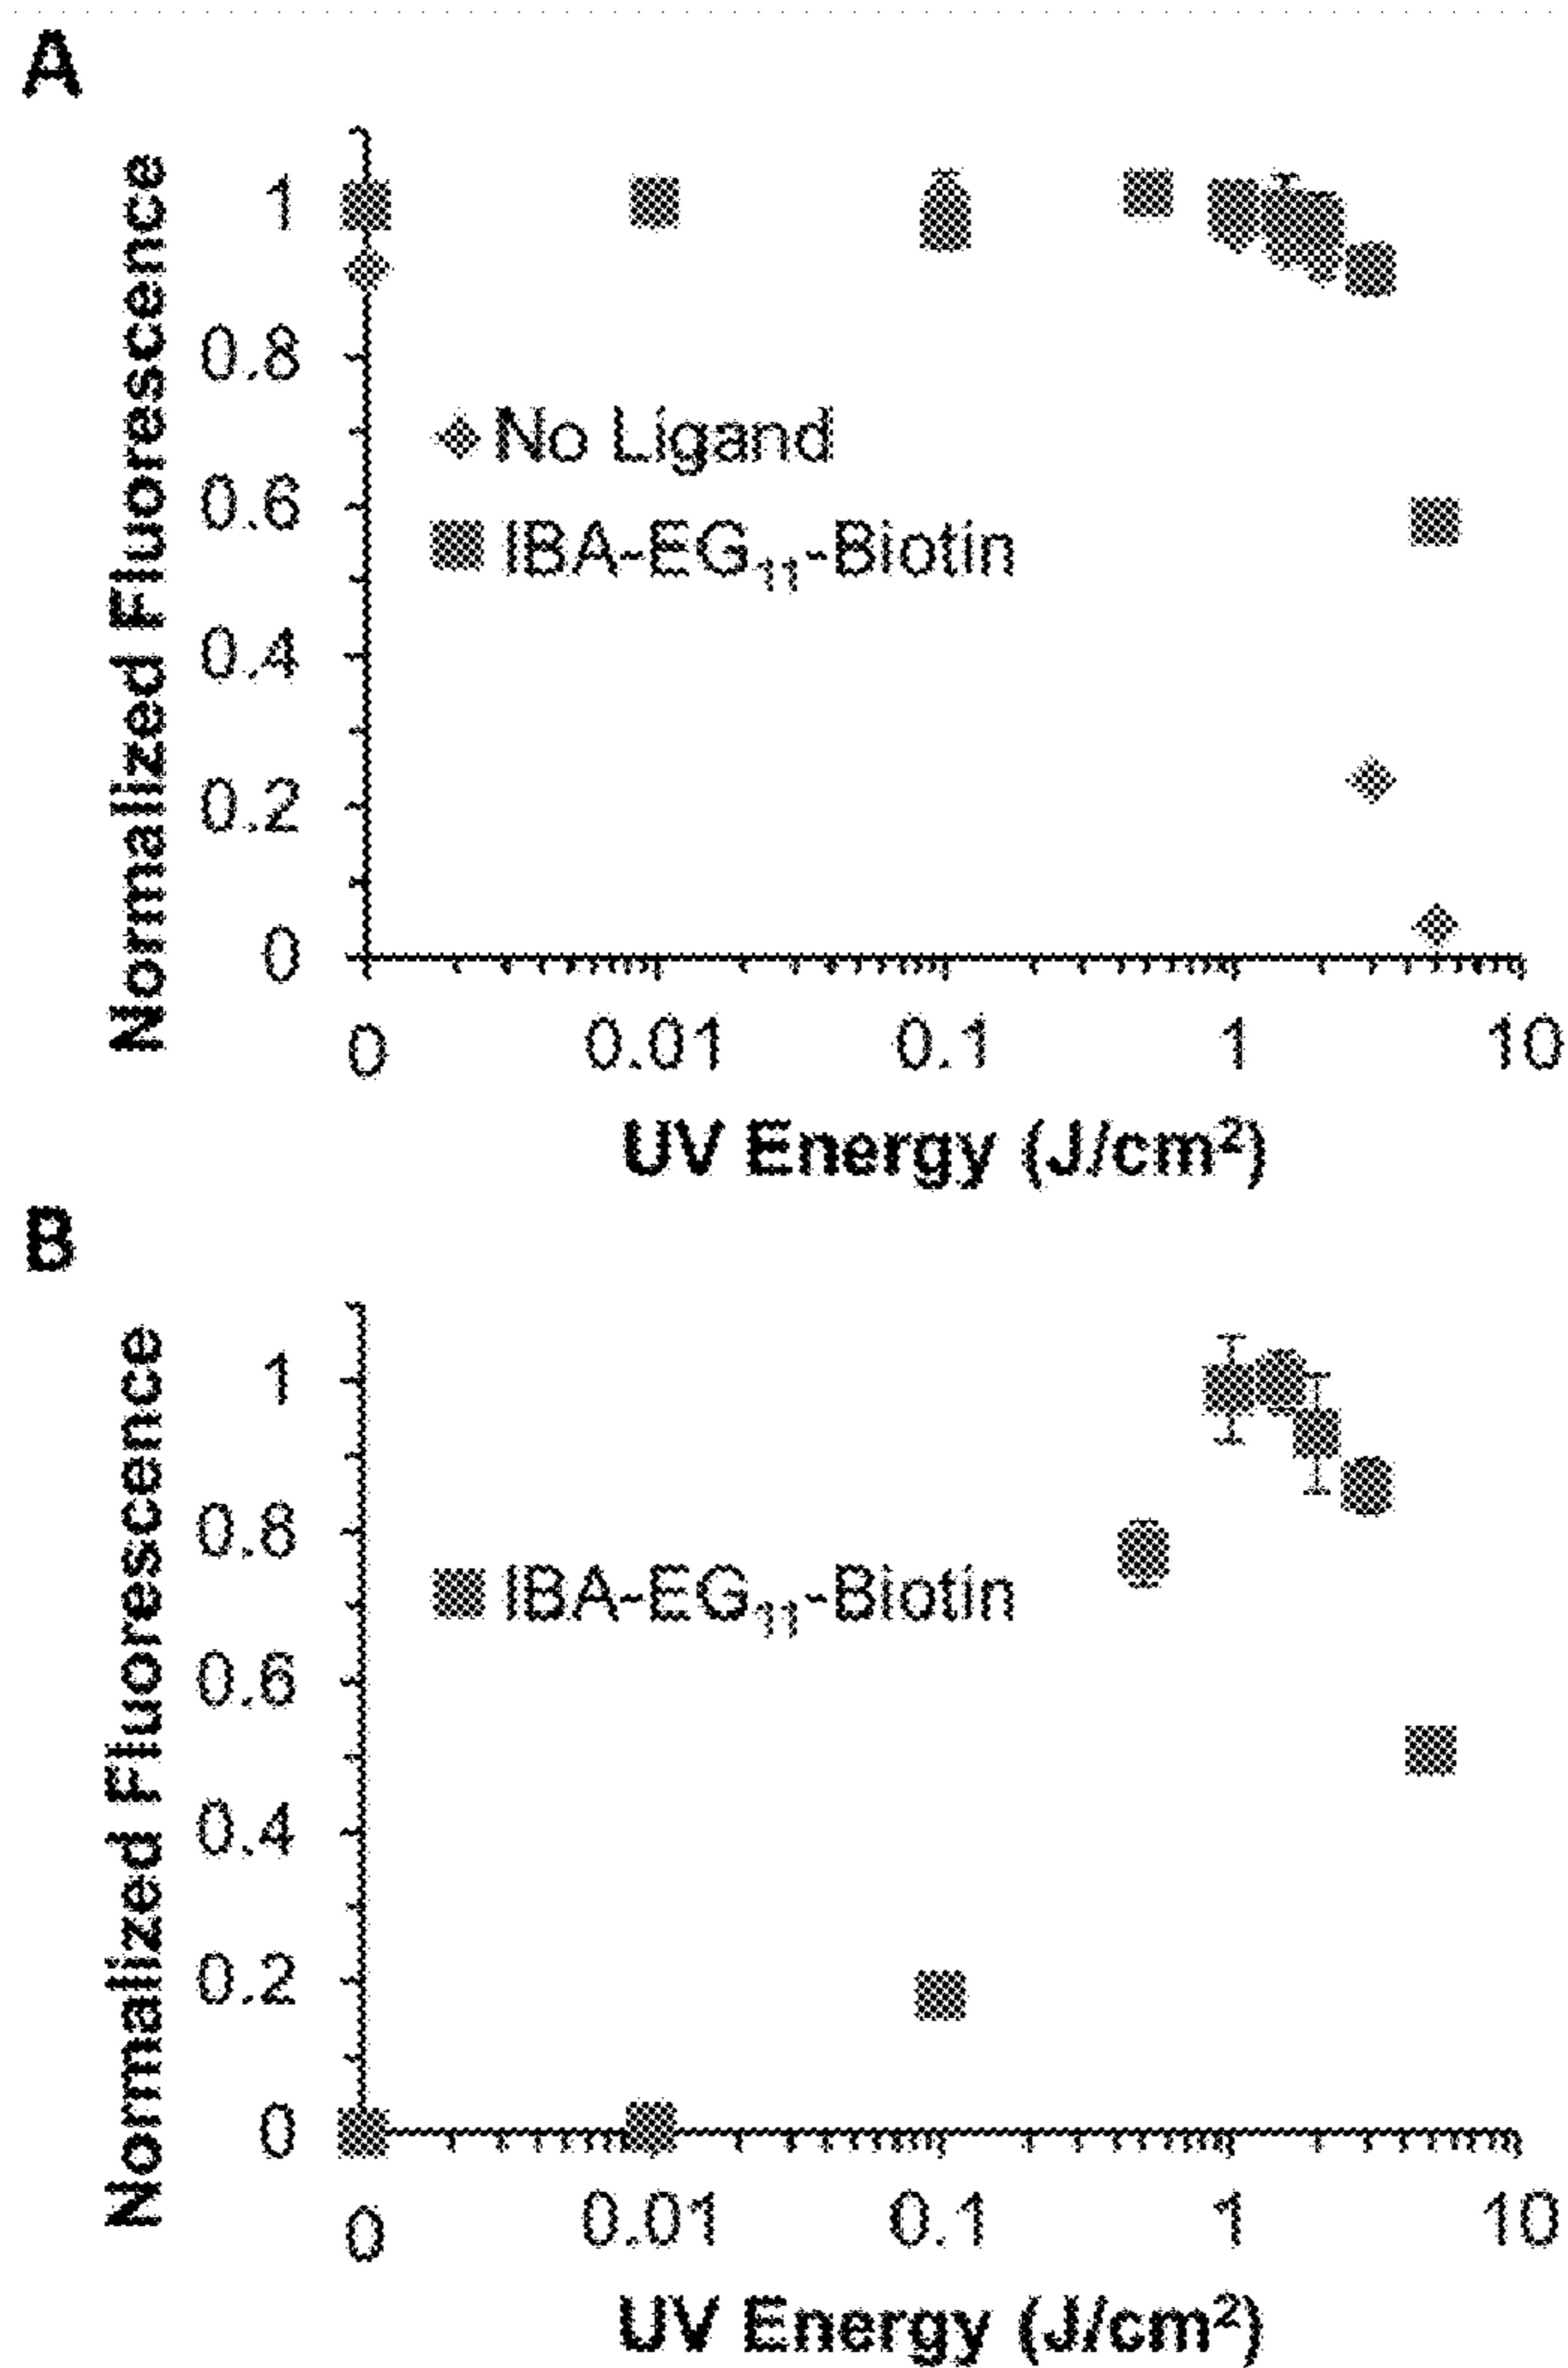 A
Normalized Fluorescence
1
0.8
0.6
0.4
0.2
0
No Ligand
IBA-EG₁₁-Biotin
0 0.01 0.1 1 10
UV Energy (J/cm²)
B
Normalized Fluorescence
1
0.8
0.6
0.4
0.2
0
IBA-EG₁₁-Biotin
0 0.01 0.1 1 10
UV Energy (J/cm²)